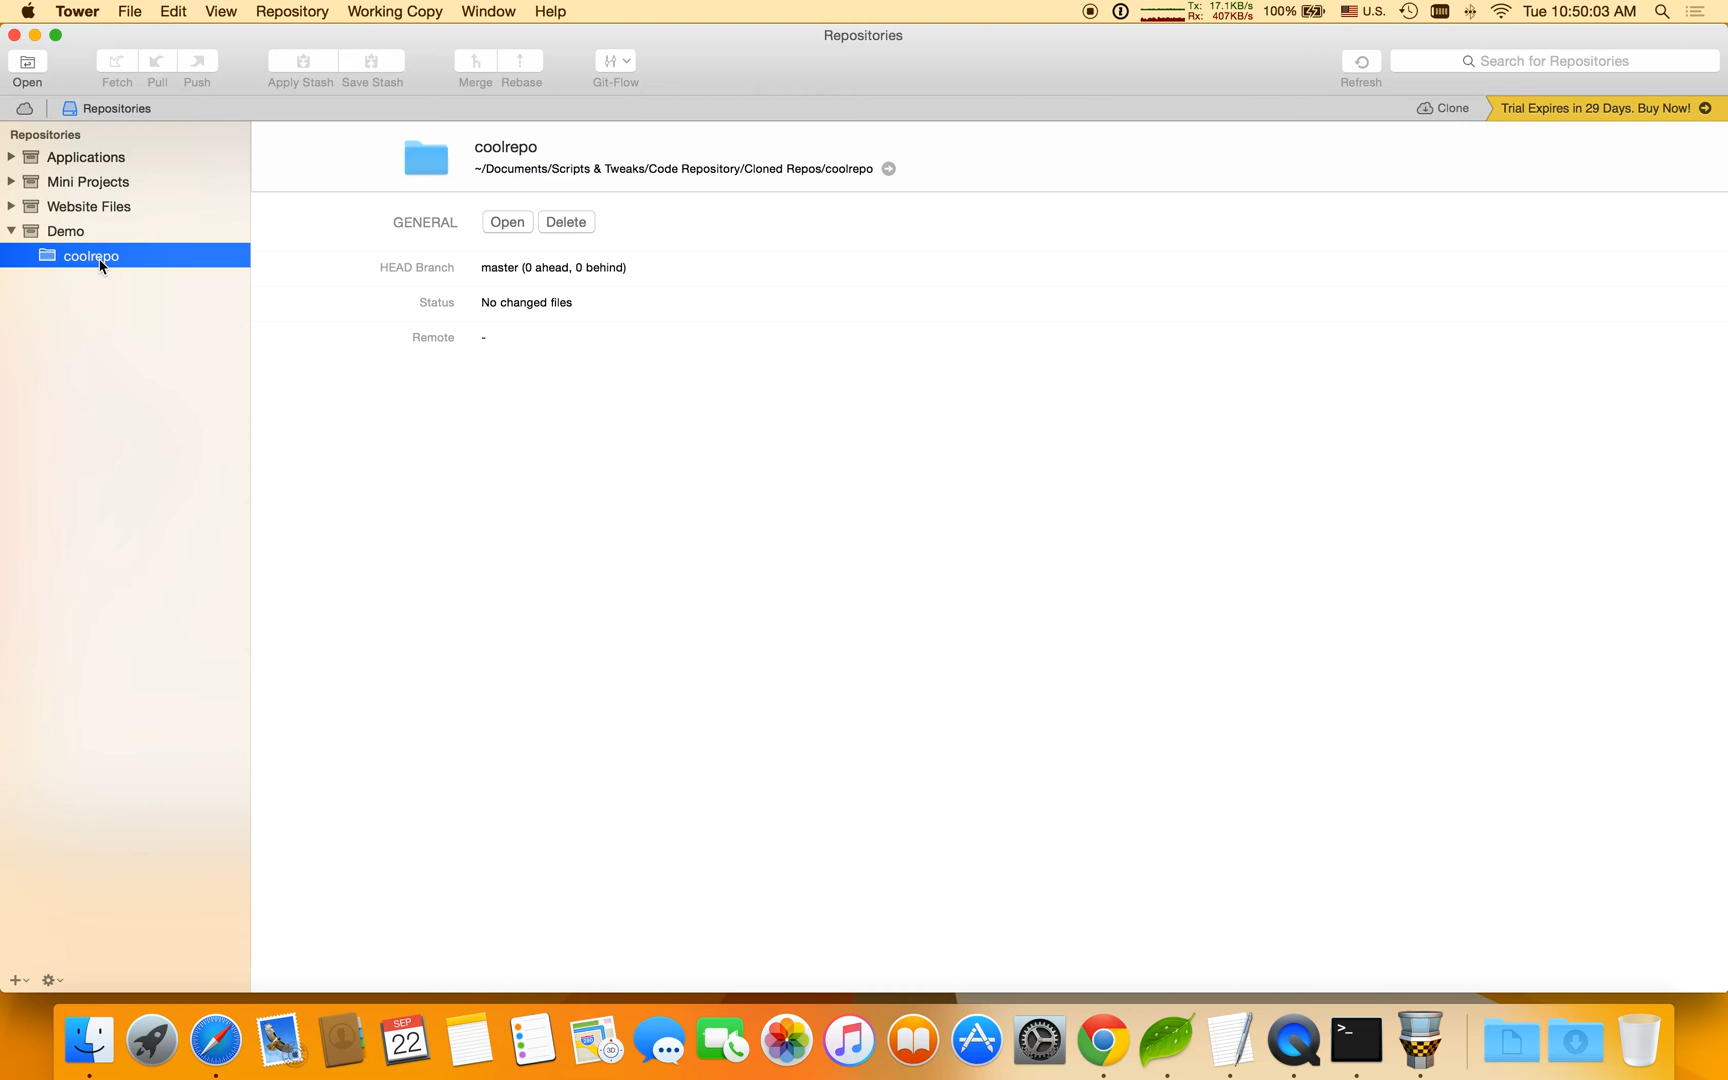 Tower File Edit View Repository Working Copy Window Help
Tx: 17.1KB/s
Rx: 407KB/s
100% U.S. Tue 10:50:03 AM
Repositories
Open Fetch Pull Push Apply Stash Save Stash Merge Rebase Git-Flow Refresh
Search for Repositories
Repositories
Clone
Trial Expires in 29 Days. Buy Now!
Repositories
Applications
Mini Projects
Website Files
Demo
coolrepo
coolrepo
~/Documents/Scripts & Tweaks/Code Repository/Cloned Repos/coolrepo
GENERAL Open Delete
HEAD Branch master (0 ahead, 0 behind)
Status No changed files
Remote -
SEP
22
3D
>_